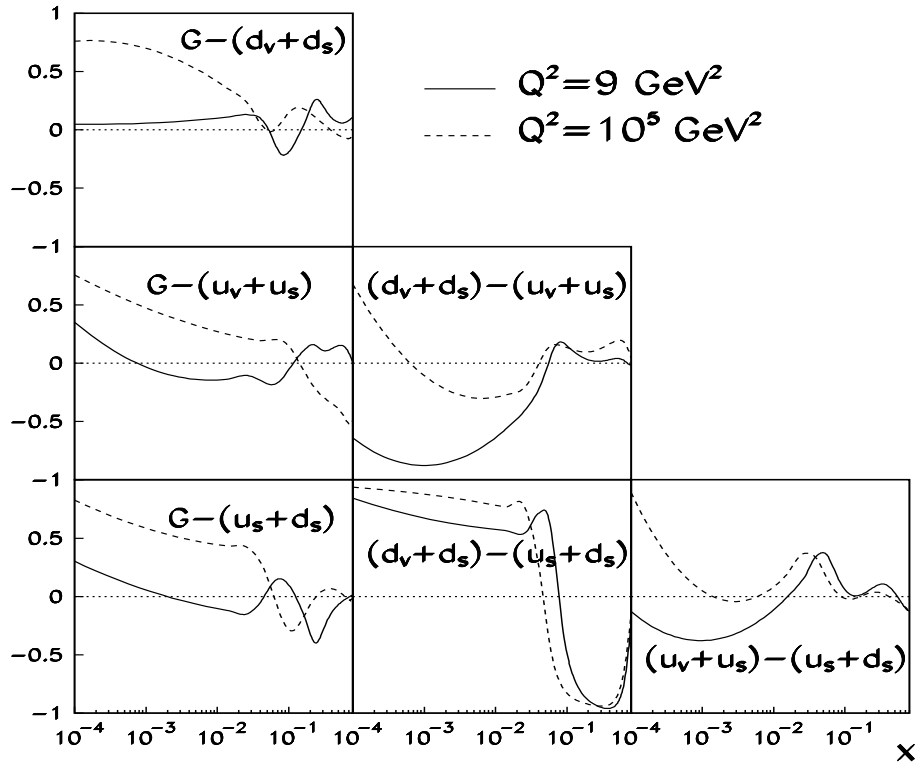 1
G−(d_v+d_s)
Q²=9 GeV²
Q²=10⁵ GeV²
0.5
0
−0.5
−1
G−(u_v+u_s)
(d_v+d_s)−(u_v+u_s)
0.5
0
−0.5
−1
G−(u_s+d_s)
(d_v+d_s)−(u_s+d_s)
(u_v+u_s)−(u_s+d_s)
0.5
0
−0.5
−1
10⁻⁴ 10⁻³ 10⁻² 10⁻¹ 10⁻⁴ 10⁻³ 10⁻² 10⁻¹ 10⁻⁴ 10⁻³ 10⁻² 10⁻¹
x